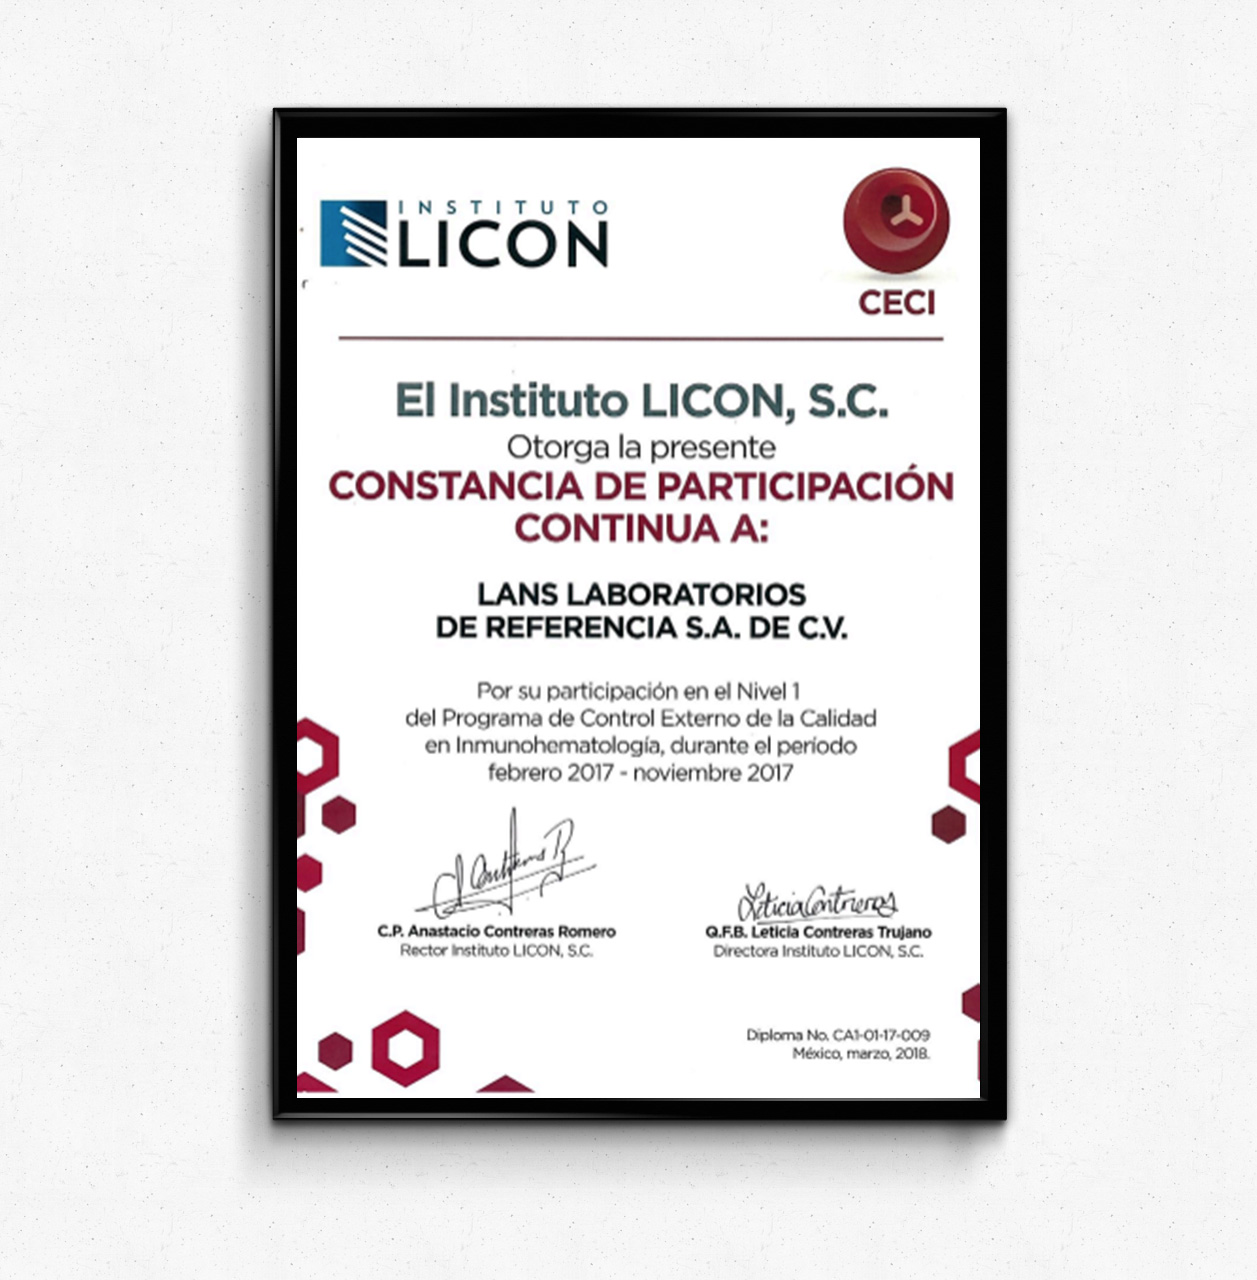 INSTITUTO
LICON
CECI
El Instituto LICON, S.C.
Otorga la presente
CONSTANCIA DE PARTICIPACIÓN
CONTINUA A:
LANS LABORATORIOS
DE REFERENCIA S.A. DE C.V.
Por su participación en el Nivel 1
del Programa de Control Externo de la Calidad
en Inmunohematología, durante el período
febrero 2017 - noviembre 2017
Leticia Contreras
C.P. Anastacio Contreras Romero
Rector Instituto LICON, S.C.
Q.F.B. Leticia Contreras Trujano
Directora Instituto LICON, S.C.
Diploma No. CA1-01-17-009
México, marzo, 2018.